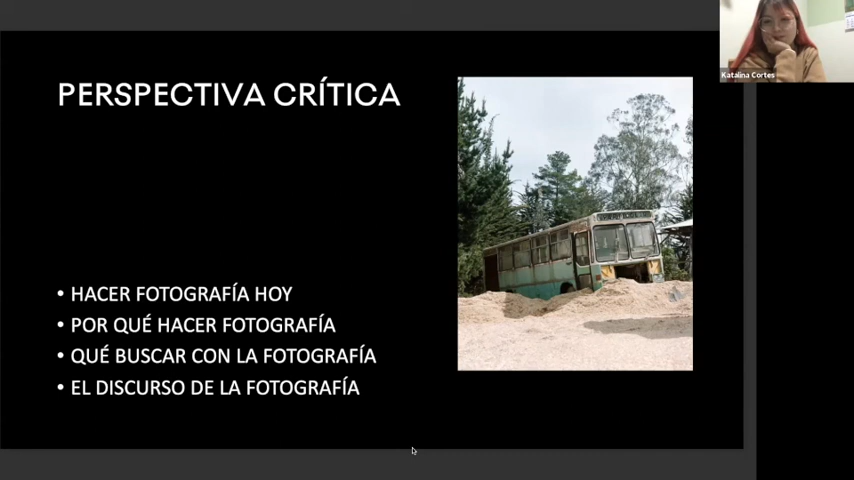 Katalina Cortes
PERSPECTIVA CRÍTICA
• HACER FOTOGRAFÍA HOY
• POR QUÉ HACER FOTOGRAFÍA
• QUÉ BUSCAR CON LA FOTOGRAFÍA
• EL DISCURSO DE LA FOTOGRAFÍA